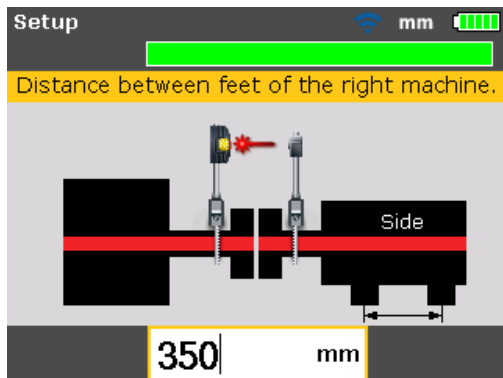 Setup
mm
Distance between feet of the right machine.
Side
350 mm